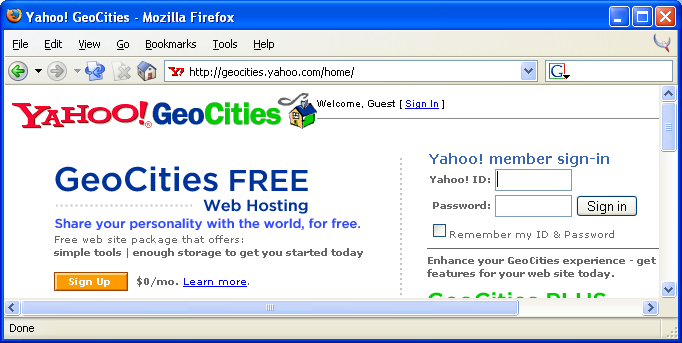 Yahoo! GeoCities - Mozilla Firefox
File Edit View Go Bookmarks Tools Help
http://geocities.yahoo.com/home/
G
YAHOO! GeoCities Welcome, Guest [ Sign In ]
GeoCities FREE
Web Hosting
Share your personality with the world, for free.
Free web site package that offers:
simple tools | enough storage to get you started today
Sign Up $0/mo. Learn more.
Yahoo! member sign-in
Yahoo! ID:
Password: Sign in
Remember my ID & Password
Enhance your GeoCities experience - get
features for your web site today.
GeoCities PLUS
Done